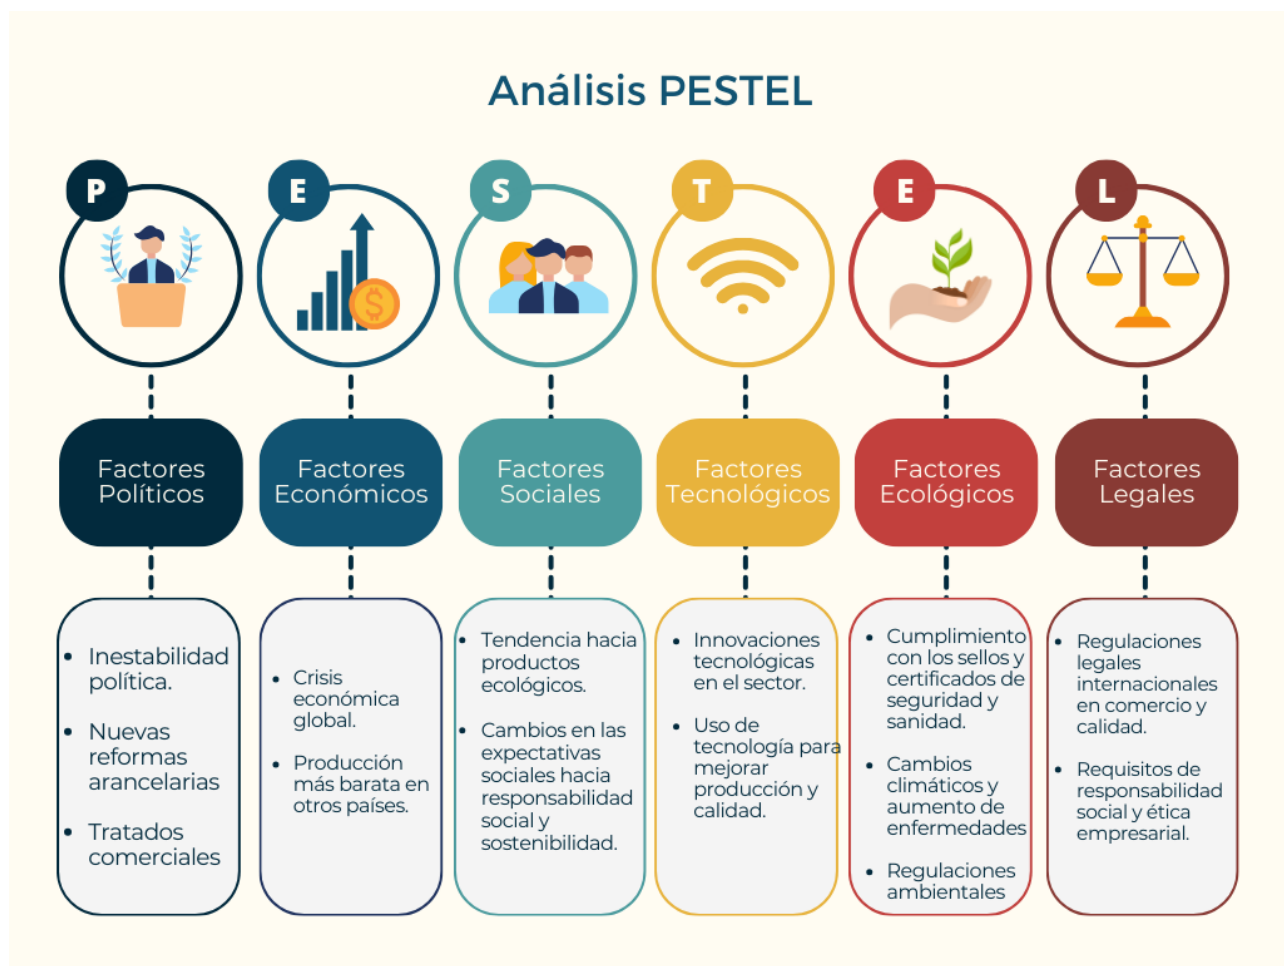 Análisis PESTEL
P
E
S
T
E
L
Factores
Políticos
Factores
Económicos
Factores
Sociales
Factores
Tecnológicos
Factores
Ecológicos
Factores
Legales
• Inestabilidad
política.
• Nuevas
reformas
arancelarias
• Tratados
comerciales
• Crisis
económica
global.
• Producción
más barata en
otros países.
• Tendencia hacia
productos
ecológicos.
• Cambios en las
expectativas
sociales hacia
responsabilidad
social y
sostenibilidad.
• Innovaciones
tecnológicas
en el sector.
• Uso de
tecnología para
mejorar
producción y
calidad.
• Cumplimiento
con los sellos y
certificados de
seguridad y
sanidad.
• Cambios
climáticos y
aumento de
enfermedades
• Regulaciones
ambientales
• Regulaciones
legales
internacionales
en comercio y
calidad.
• Requisitos de
responsabilidad
social y ética
empresarial.